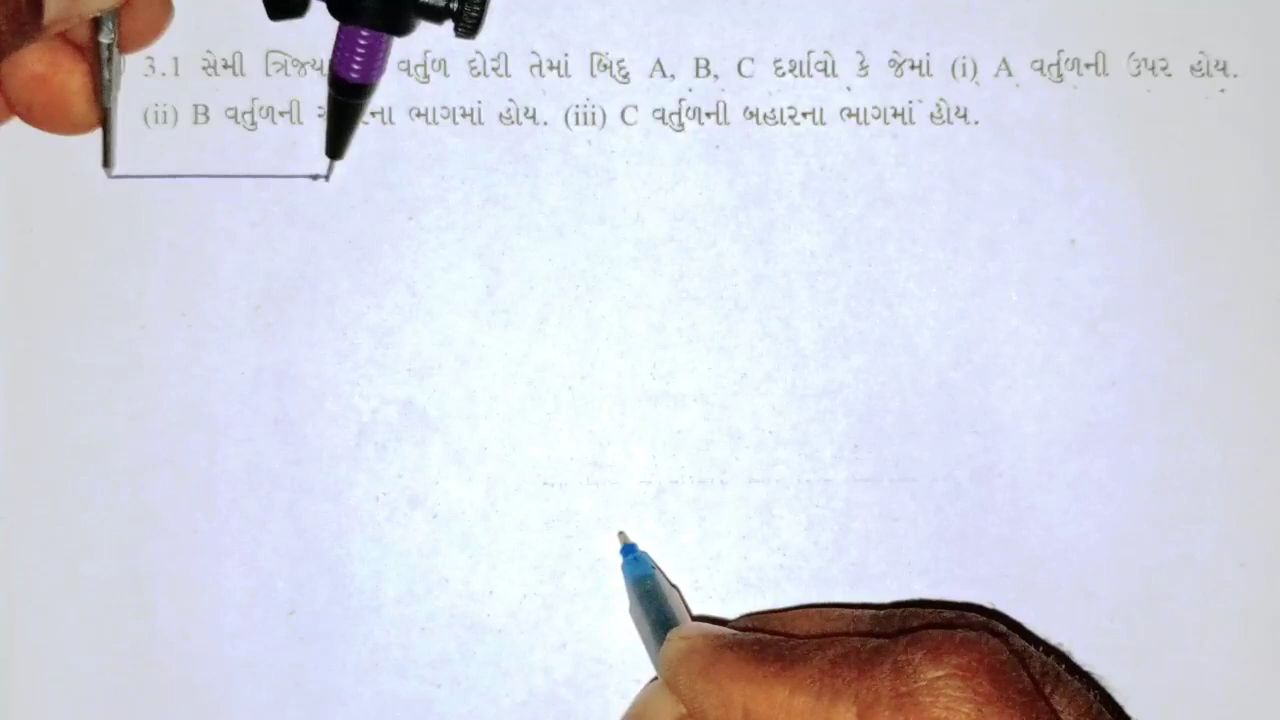 3.1 સેમી વર્તુળ દોરી તેમાં બિંદુ A, B, C દર્શાવો કે જેમાં (i) A વર્તુળની ઉપર હોય.
(ii) B વર્તુળની ભાગમાં હોય. (iii) C વર્તુળની બહારના ભાગમાં હોય.